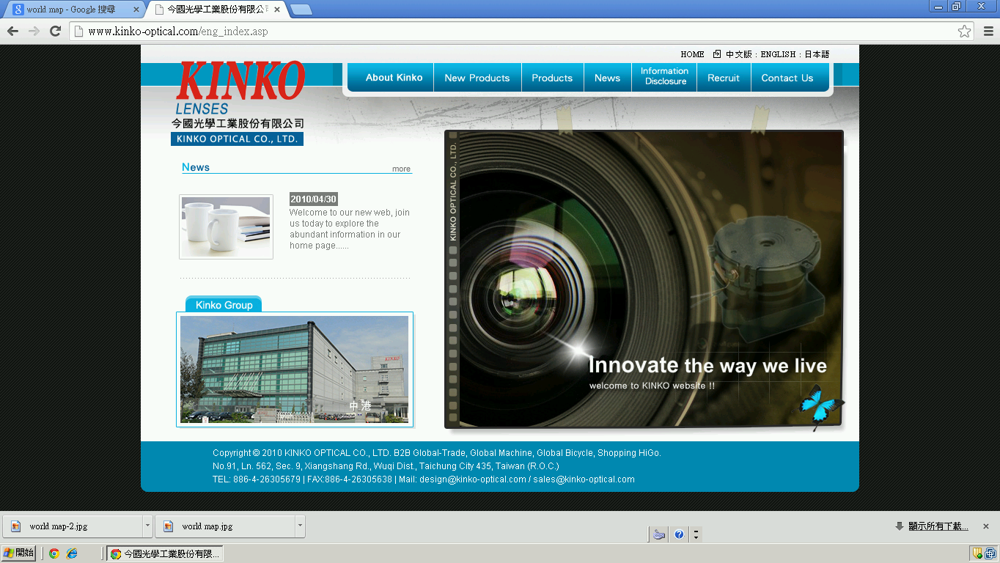 world map - Google 搜尋
今國光學工業股份有限公司
www.kinko-optical.com/eng_index.asp
HOME 中文版 : ENGLISH : 日本語
KINKO
LENSES
今國光學工業股份有限公司
KINKO OPTICAL CO., LTD.
About Kinko
New Products
Products
News
Information
Disclosure
Recruit
Contact Us
News
more
2010/04/30
Welcome to our new web, join
us today to explore the
abundant information in our
home page......
Kinko Group
KINKO
中港
KINKO OPTICAL CO., LTD.
Innovate the way we live
welcome to KINKO website !!
Copyright © 2010 KINKO OPTICAL CO., LTD. B2B Global-Trade, Global Machine, Global Bicycle, Shopping HiGo.
No.91, Ln. 562, Sec. 9, Xiangshang Rd., Wuqi Dist., Taichung City 435, Taiwan (R.O.C.)
TEL: 886-4-26305679 | FAX:886-4-26305638 | Mail: design@kinko-optical.com / sales@kinko-optical.com
world map-2.jpg
world map.jpg
顯示所有下載...
開始
今國光學工業股份有限...